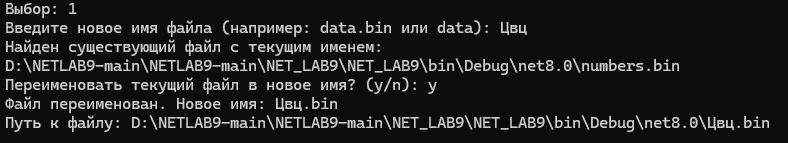 Выбор: 1
Введите новое имя файла (например: data.bin или data): Цвц
Найден существующий файл с текущим именем:
D:\NETLAB9-main\NETLAB9-main\NET_LAB9\NET_LAB9\bin\Debug\net8.0\numbers.bin
Переименовать текущий файл в новое имя? (y/n): y
Файл переименован. Новое имя: Цвц.bin
Путь к файлу: D:\NETLAB9-main\NETLAB9-main\NET_LAB9\NET_LAB9\bin\Debug\net8.0\Цвц.bin